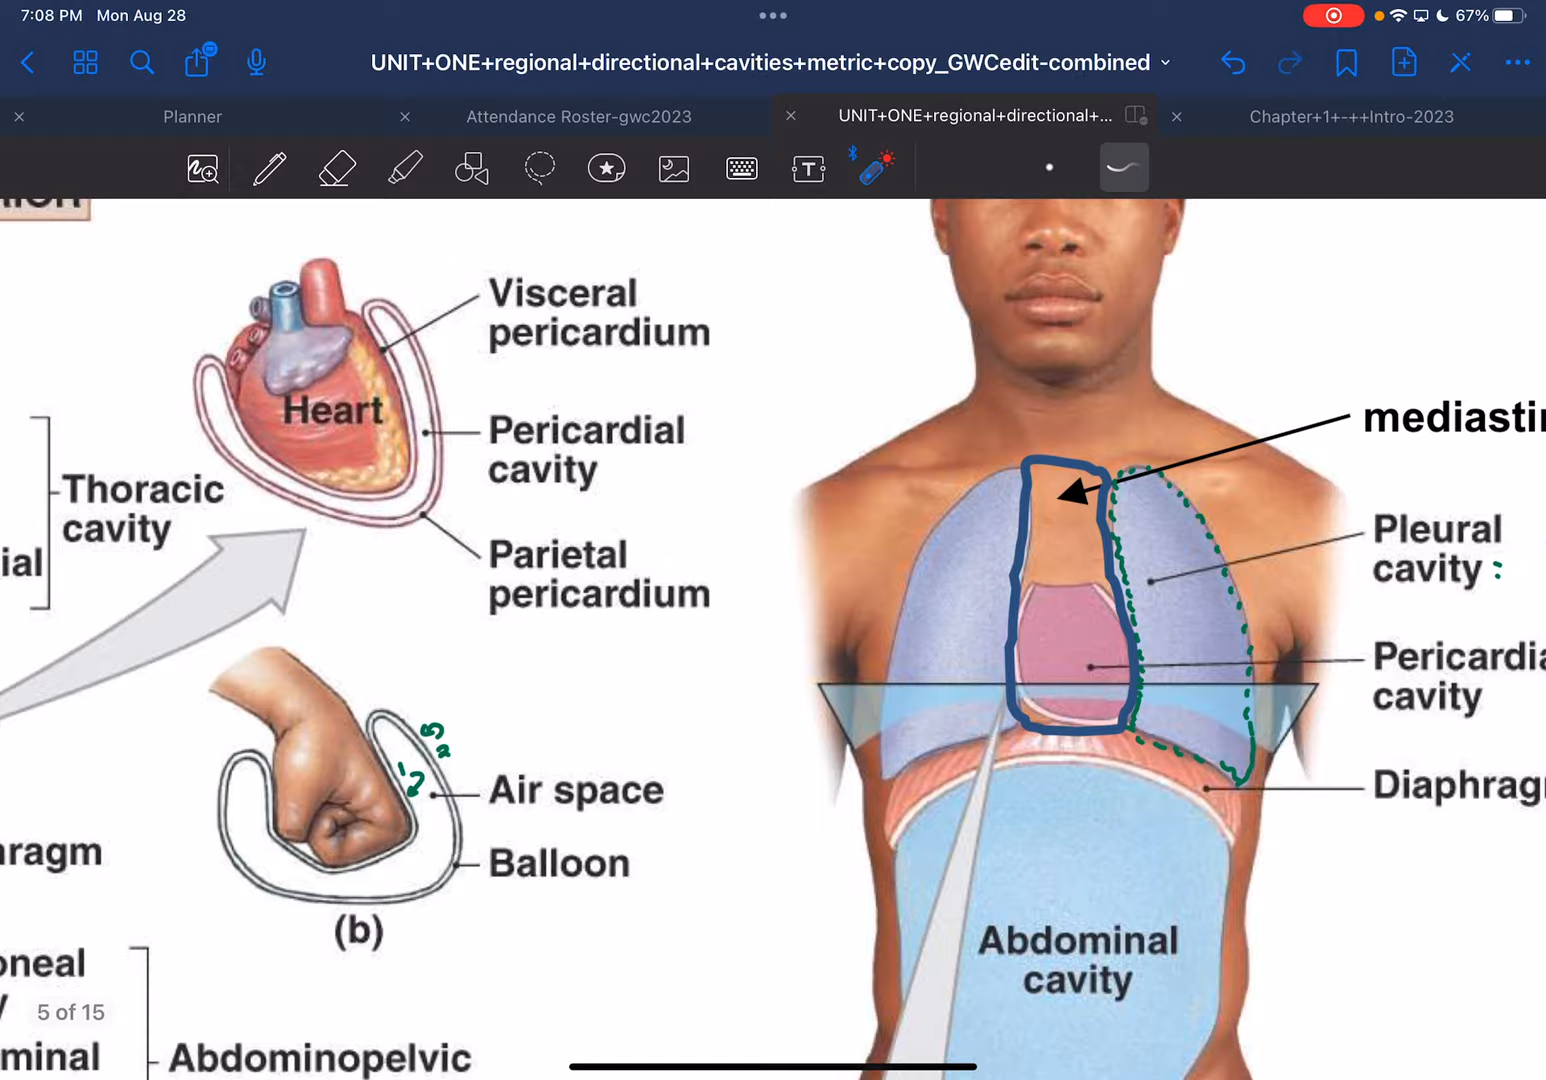 7:08 PM Mon Aug 28
67%
UNIT+ONE+regional+directional+cavities+metric+copy_GWCedit-combined
Planner
Attendance Roster-gwc2023
UNIT+ONE+regional+directional+...
Chapter+1+-++Intro-2023
T
Visceral
pericardium
Heart
Pericardial
cavity
Thoracic
cavity
ial
Parietal
pericardium
Air space
Balloon
(b)
ragm
oneal
5 of 15
minal
Abdominopelvic
mediastin
Pleural
cavity :
Pericardia
cavity
Diaphrag
Abdominal
cavity